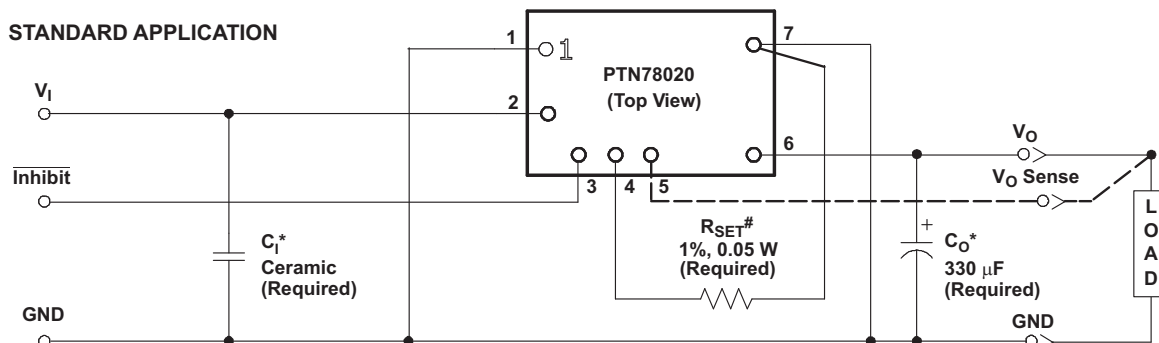 STANDARD APPLICATION
1
1
7
PTN78020
(Top View)
VI
2
6
VO
Inhibit
3
4
5
VO Sense
CI*
Ceramic
(Required)
RSET#
1%, 0.05 W
(Required)
+
CO*
330 μF
(Required)
LOAD
GND
GND